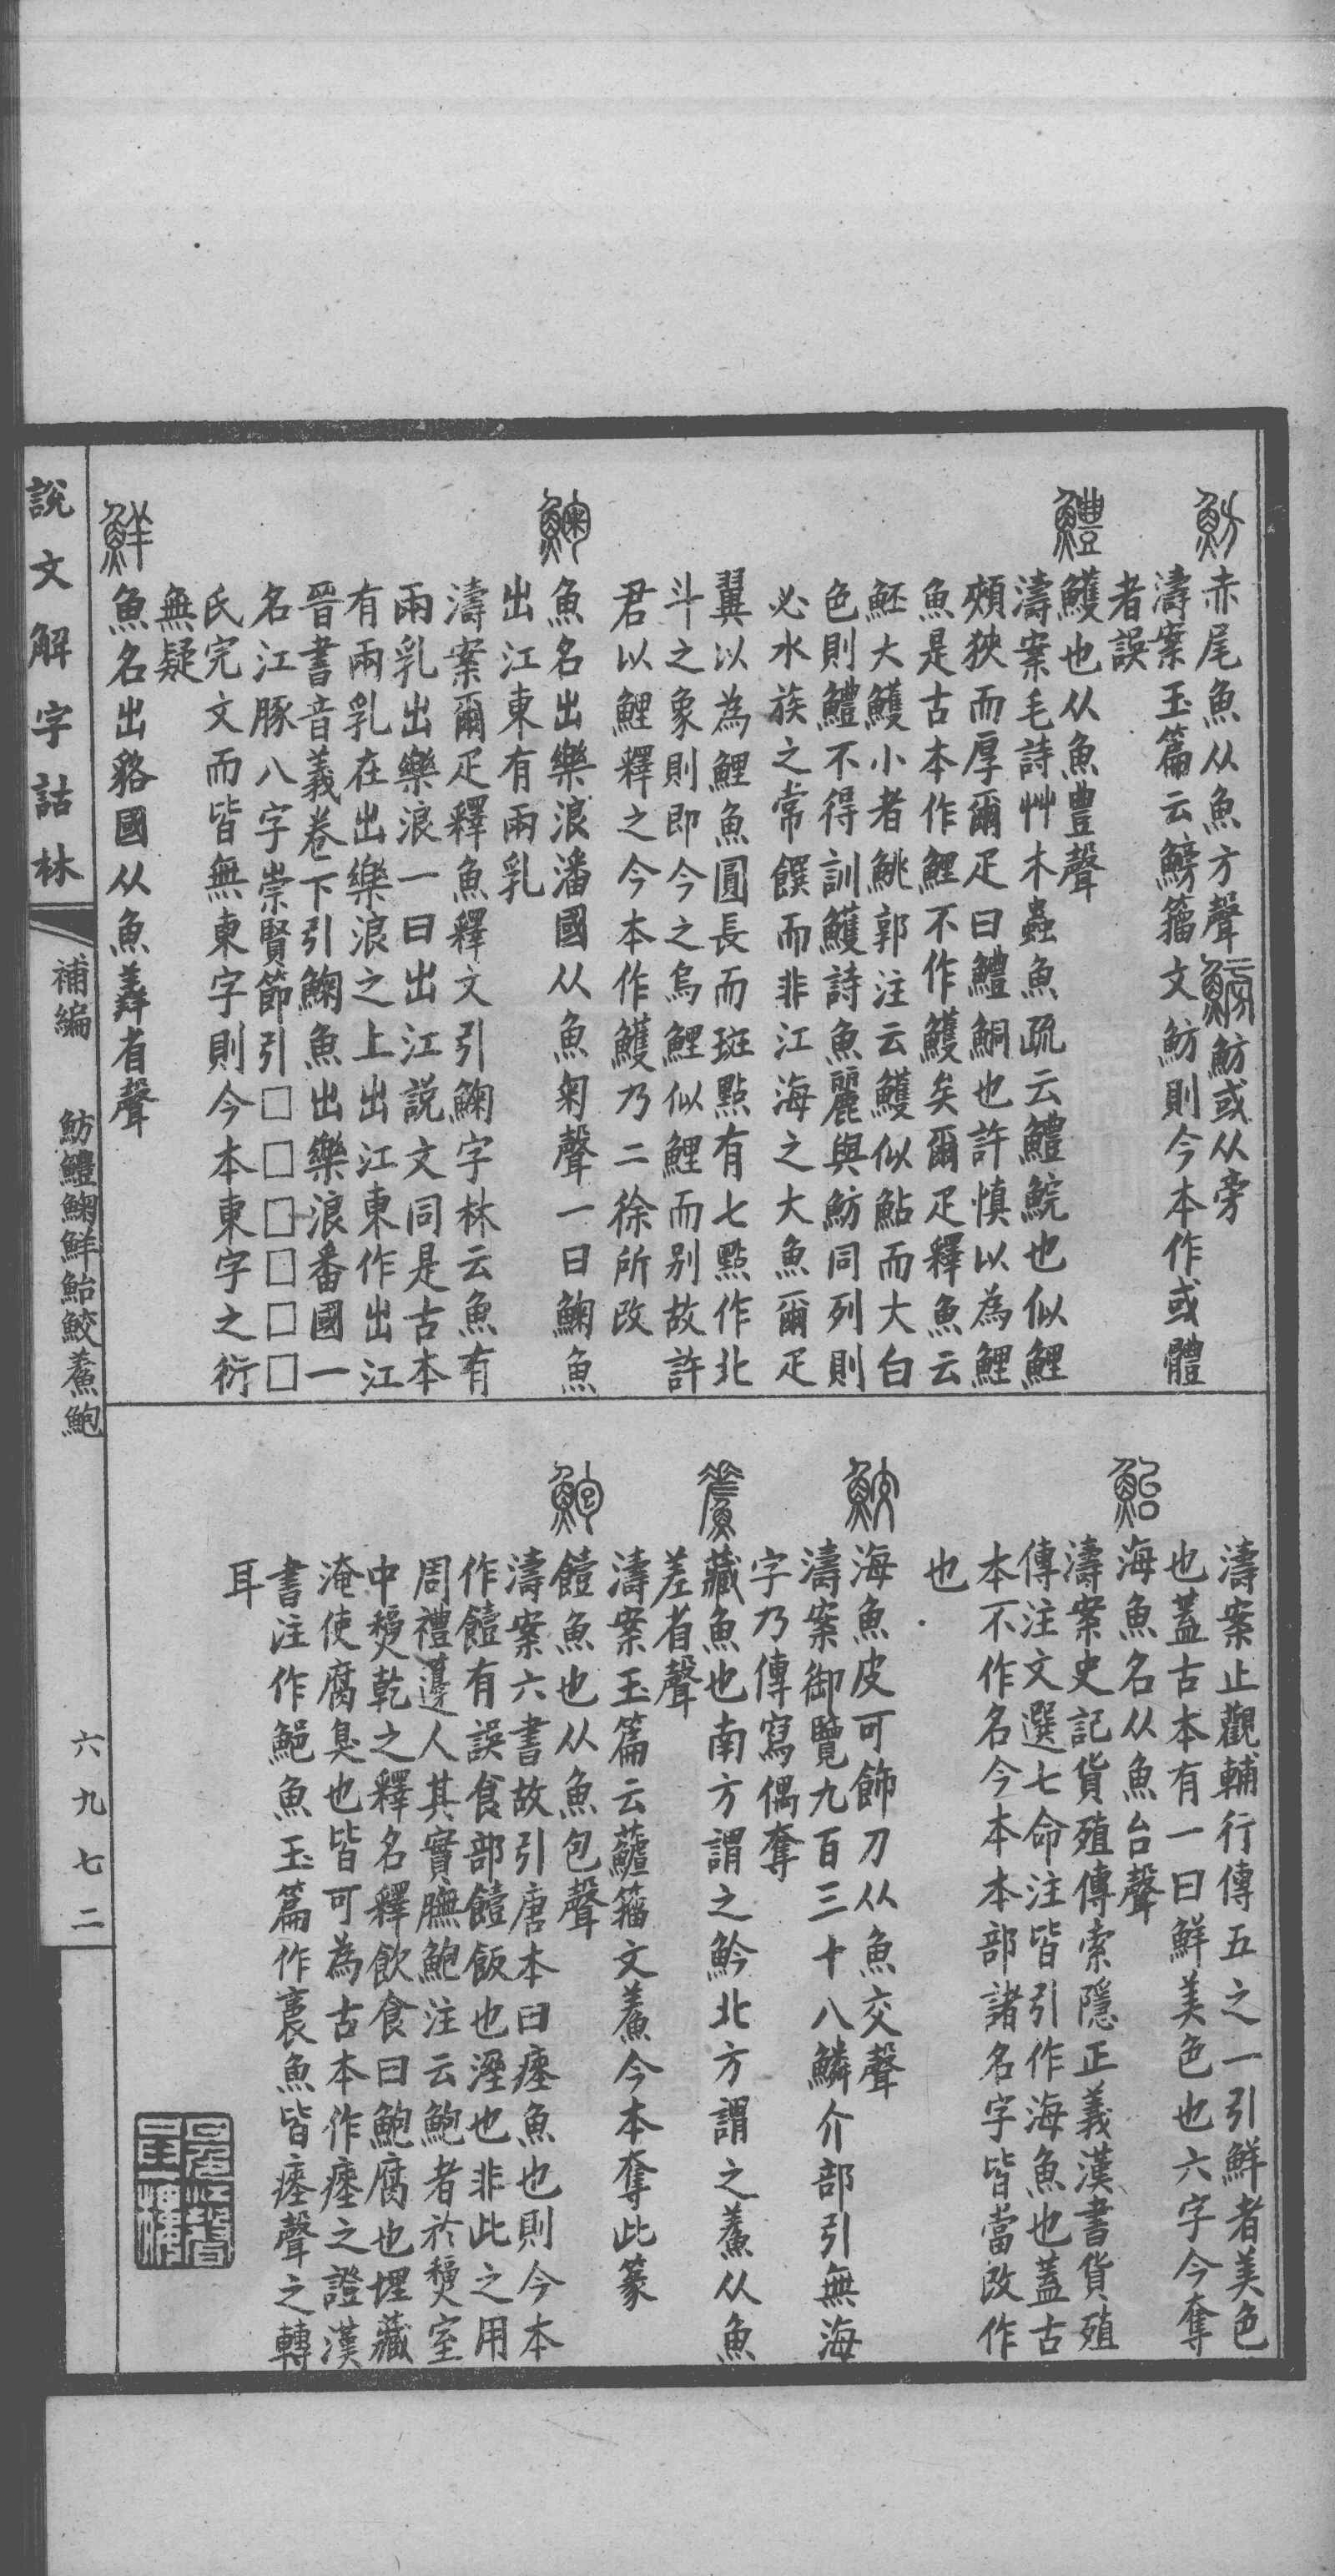 魴
赤尾魚从魚方聲鰟魴或从旁
濤案玉篇云鰟籀文魴則今本作或體
者誤
鱧
鱯也从魚豊聲
濤案毛詩艸木蟲魚疏云鱧鯇也似鯉
頰狹而厚爾疋曰鱧鮦也許慎以為鯉
魚是古本作鯉不作鱯矣爾疋釋魚云
魾大鱯小者鮡郭注云鱯似鮎而大白
色則鱧不得訓鱯詩魚麗與魴同列則
必水族之常饌而非江海之大魚爾疋
翼以為鯉魚圓長而斑點有七點作北
斗之象則即今之烏鯉似鯉而別故許
君以鯉釋之今本作鱯乃二徐所改
鯜
魚名出樂浪潘國从魚匊聲一曰鯜魚
出江東有兩乳
濤案爾疋釋魚釋文引鯜字林云魚有
兩乳出樂浪一曰出江說文同是古本
有兩乳在出樂浪之上出江東作出江
晉書音義卷下引鯜魚出樂浪番國一
名江豚八字崇賢節引□□□□□□
氏完文而皆無東字則今本東字之衍
無疑
鮮
魚名出貉國从魚羴省聲
濤案止觀輔行傳五之一引鮮者美色
也蓋古本有一曰鮮美色也六字今奪
鮐
海魚名从魚台聲
濤案史記貨殖傳索隱正義漢書貨殖
傳注文選七命注皆引作海魚也蓋古
本不作名今本本部諸名字皆當改作
也
鮫
海魚皮可飾刀从魚交聲
濤案御覽九百三十八鱗介部引無海
字乃傳寫偶奪
鮺
藏魚也南方謂之魿北方謂之鮺从魚
差省聲
濤案玉篇云䱹籀文鮺今本奪此篆
鮑
饐魚也从魚包聲
濤案六書故引唐本曰瘞魚也則今本
作饐有誤食部饐飯也溼也非此之用
周禮籩人其實膴鮑注云鮑者於䅽室
中䅽乾之釋名釋飲食曰鮑腐也埋藏
淹使腐臭也皆可為古本作瘞之證漢
書注作鮑魚玉篇作裛魚皆瘞聲之轉
耳
說文解字詁林
補編
魴鱧鯜鮮鮐鮫鮺鮑
六九七二